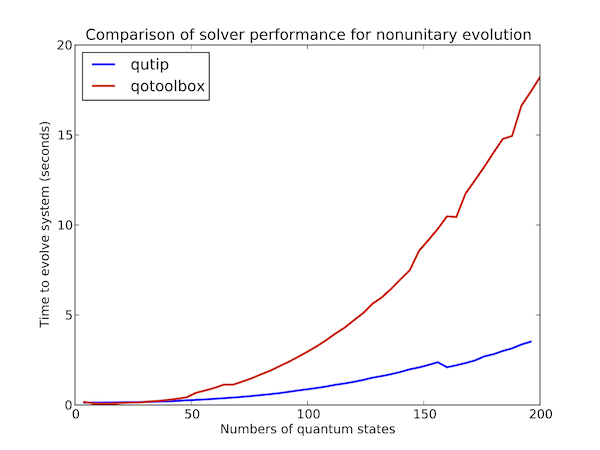 Comparison of solver performance for nonunitary evolution
20
qutip
qotoolbox
15
10
5
0
Time to evolve system (seconds)
0 50 100 150 200
Numbers of quantum states